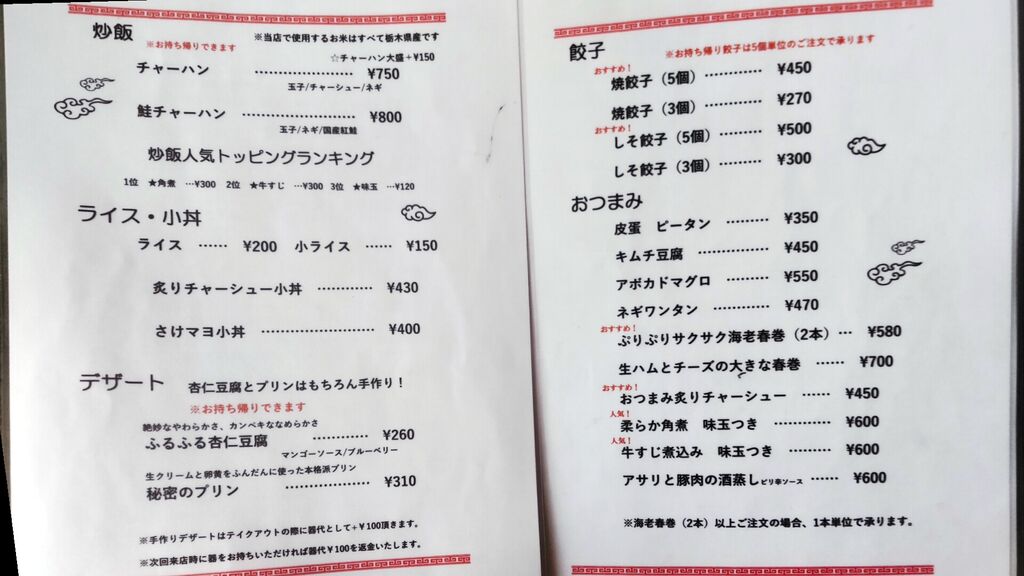 炒飯
※お持ち帰りできます
※当店で使用するお米はすべて栃木県産です
☆チャーハン大盛＋¥150
チャーハン ………………… ¥750
玉子/チャーシュー/ネギ
鮭チャーハン ………………… ¥800
玉子/ネギ/国産紅鮭
炒飯人気トッピングランキング
1位 ★角煮 …¥300 2位 ★牛すじ …¥300 3位 ★味玉 …¥120
ライス・小丼
ライス …… ¥200 小ライス …… ¥150
炙りチャーシュー小丼 ………… ¥430
さけマヨ小丼 ………………… ¥400
デザート 杏仁豆腐とプリンはもちろん手作り！
※お持ち帰りできます
絶妙なやわらかさ、カンペキななめらかさ
ふるふる杏仁豆腐 ………… ¥260
マンゴーソース/ブルーベリー
生クリームと卵黄をふんだんに使った本格派プリン
秘密のプリン ……………… ¥310
※手作りデザートはテイクアウトの際に器代として+￥100頂きます。
※次回来店時に器をお持ちいただければ器代￥100を返金いたします。
餃子 ※お持ち帰り餃子は5個単位のご注文で承ります
おすすめ！
焼餃子（5個） ………… ¥450
焼餃子（3個） ………… ¥270
おすすめ！
しそ餃子（5個） ………… ¥500
しそ餃子（3個） ………… ¥300
おつまみ
皮蛋 ピータン ……… ¥350
キムチ豆腐 ………… ¥450
アボカドマグロ ………… ¥550
ネギワンタン ………… ¥470
おすすめ！
ぷりぷりサクサク海老春巻（2本）… ¥580
生ハムとチーズの大きな春巻 …… ¥700
おすすめ！
おつまみ炙りチャーシュー …… ¥450
人気！
柔らか角煮 味玉つき ………… ¥600
人気！
牛すじ煮込み 味玉つき ……… ¥600
アサリと豚肉の酒蒸しピリ辛ソース …… ¥600
※海老春巻（2本）以上ご注文の場合、1本単位で承ります。